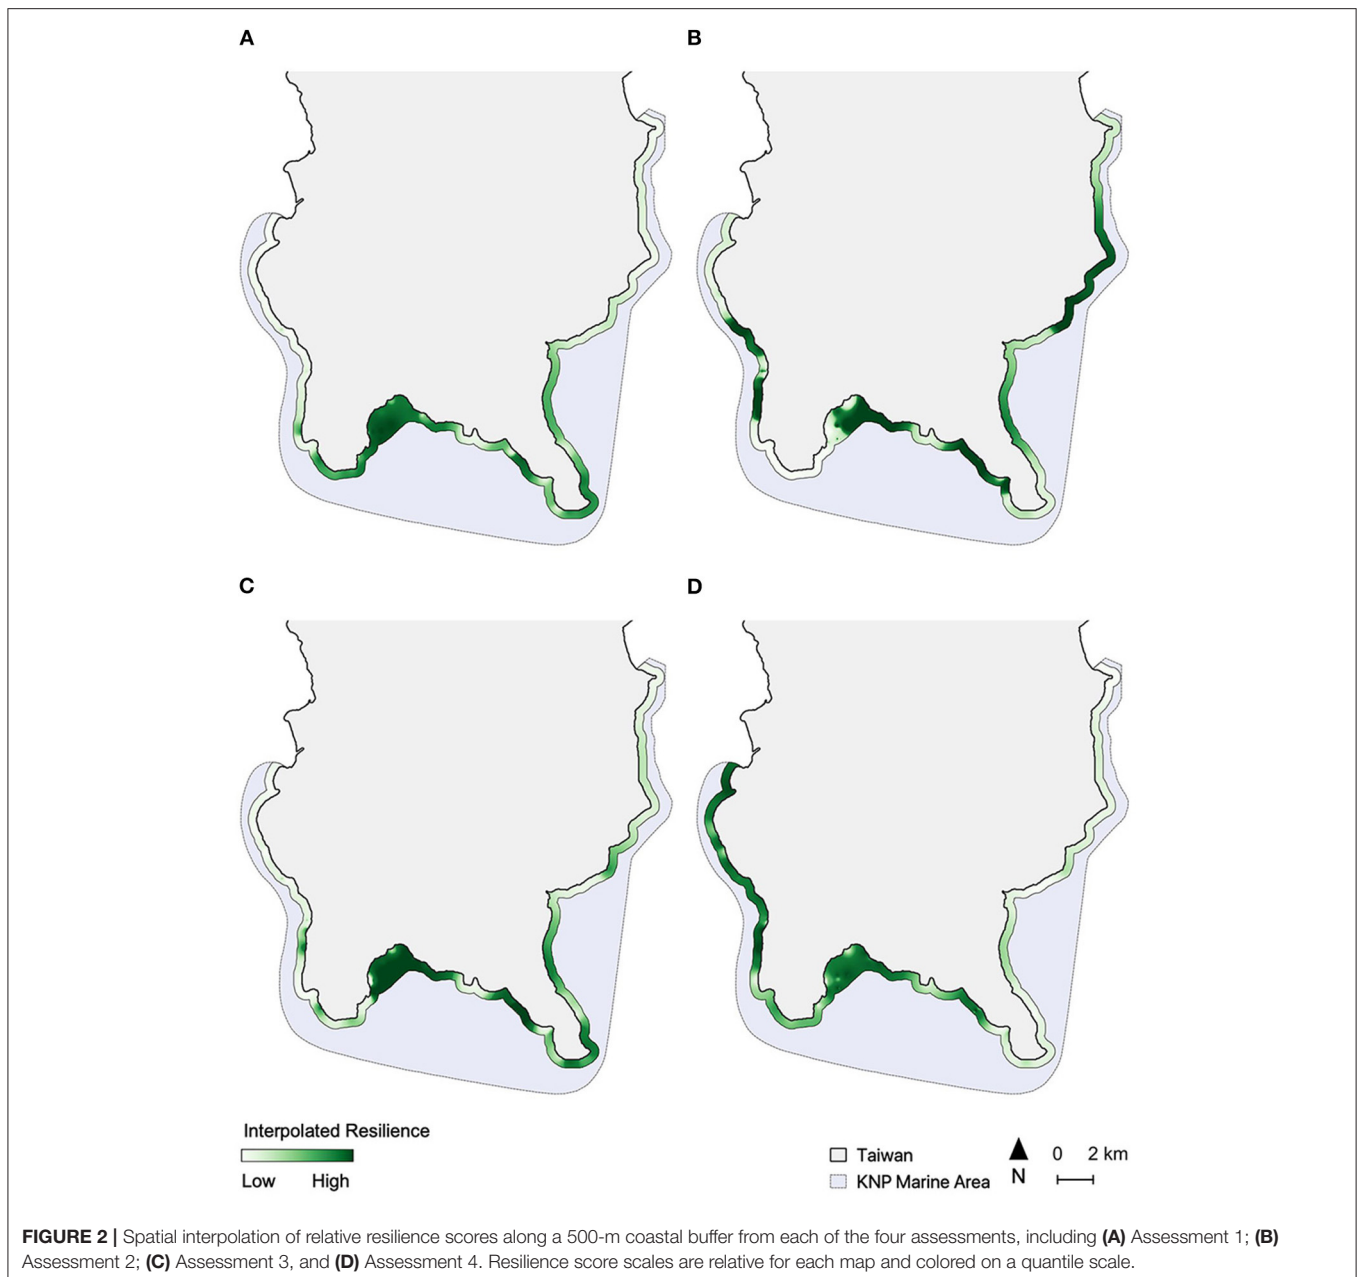 A
B
C
D
Interpolated Resilience
Low High
Taiwan
KNP Marine Area
N
0 2 km
FIGURE 2 | Spatial interpolation of relative resilience scores along a 500-m coastal buffer from each of the four assessments, including (A) Assessment 1; (B)
Assessment 2; (C) Assessment 3, and (D) Assessment 4. Resilience score scales are relative for each map and colored on a quantile scale.